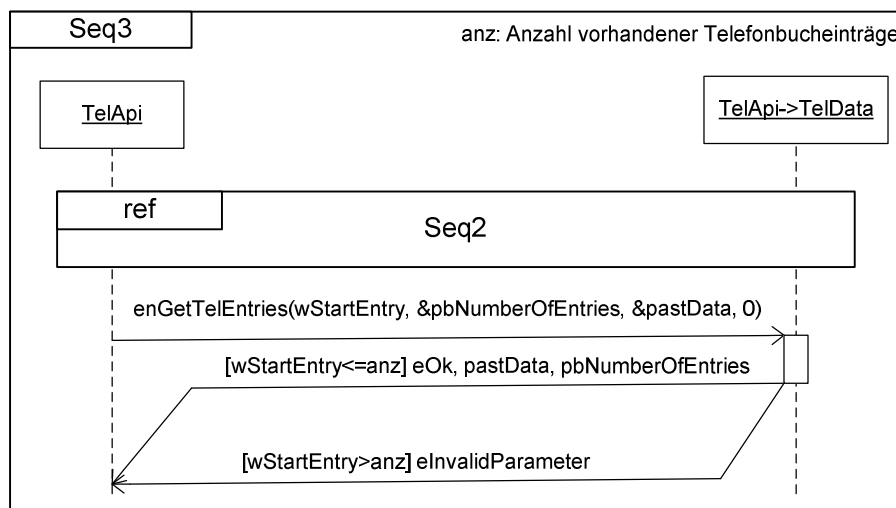 Seq3
anz: Anzahl vorhandener Telefonbucheinträge
TelApi
TelApi->TelData
ref
Seq2
enGetTelEntries(wStartEntry, &pbNumberOfEntries, &pastData, 0)
[wStartEntry<=anz] eOk, pastData, pbNumberOfEntries
[wStartEntry>anz] eInvalidParameter